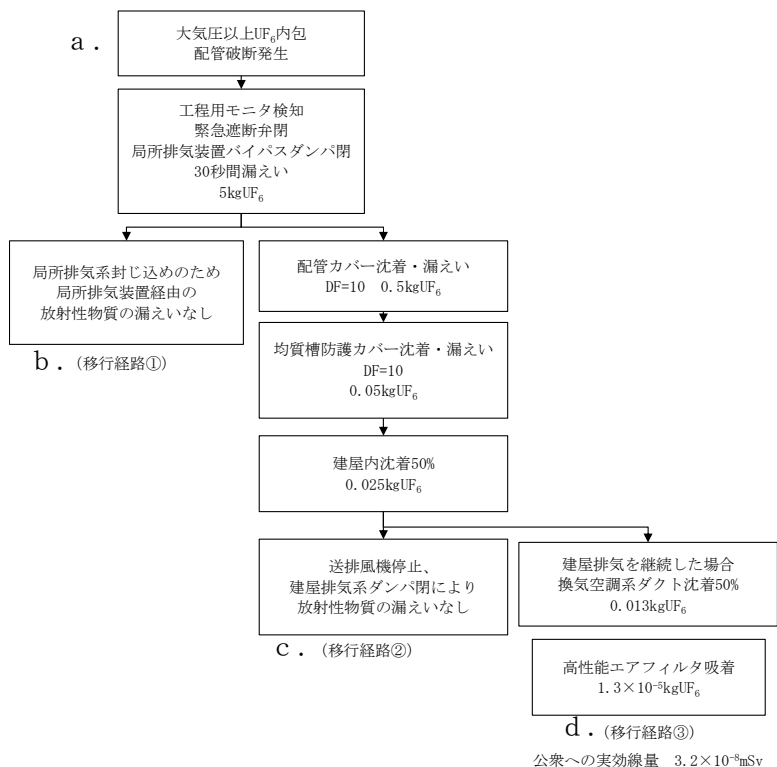 a．
大気圧以上UF₆内包
配管破断発生
工程用モニタ検知
緊急遮断弁閉
局所排気装置バイパスダンパ閉
30秒間漏えい
5kgUF₆
局所排気系封じ込めのため
局所排気装置経由の
放射性物質の漏えいなし
b．(移行経路①)
配管カバー沈着・漏えい
DF=10 0.5kgUF₆
均質槽防護カバー沈着・漏えい
DF=10
0.05kgUF₆
建屋内沈着50%
0.025kgUF₆
送排風機停止、
建屋排気系ダンパ閉により
放射性物質の漏えいなし
c．(移行経路②)
建屋排気を継続した場合
換気空調系ダクト沈着50%
0.013kgUF₆
高性能エアフィルタ吸着
1.3×10⁻⁵kgUF₆
d．(移行経路③)
公衆への実効線量 3.2×10⁻⁸mSv